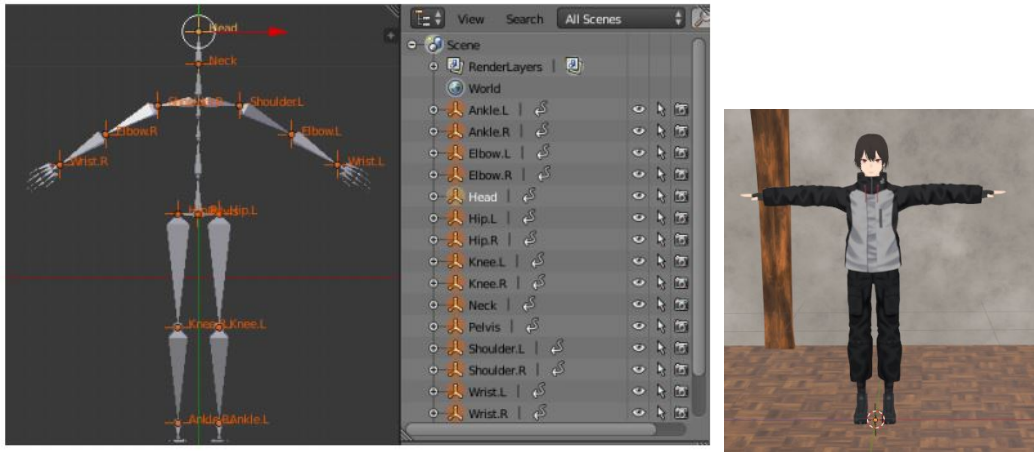 View Search All Scenes
Scene
RenderLayers |
World
Ankle.L |
Ankle.R |
Elbow.L |
Elbow.R |
Head |
Hip.L |
Hip.R |
Knee.L |
Knee.R |
Neck |
Pelvis |
Shoulder.L |
Shoulder.R |
Wrist.L |
Wrist.R |
Head
Neck
Shoulder.L
Elbow.R
Elbow.L
Wrist.R
Wrist.L
Hip.L
Knee.L
Ankle.L